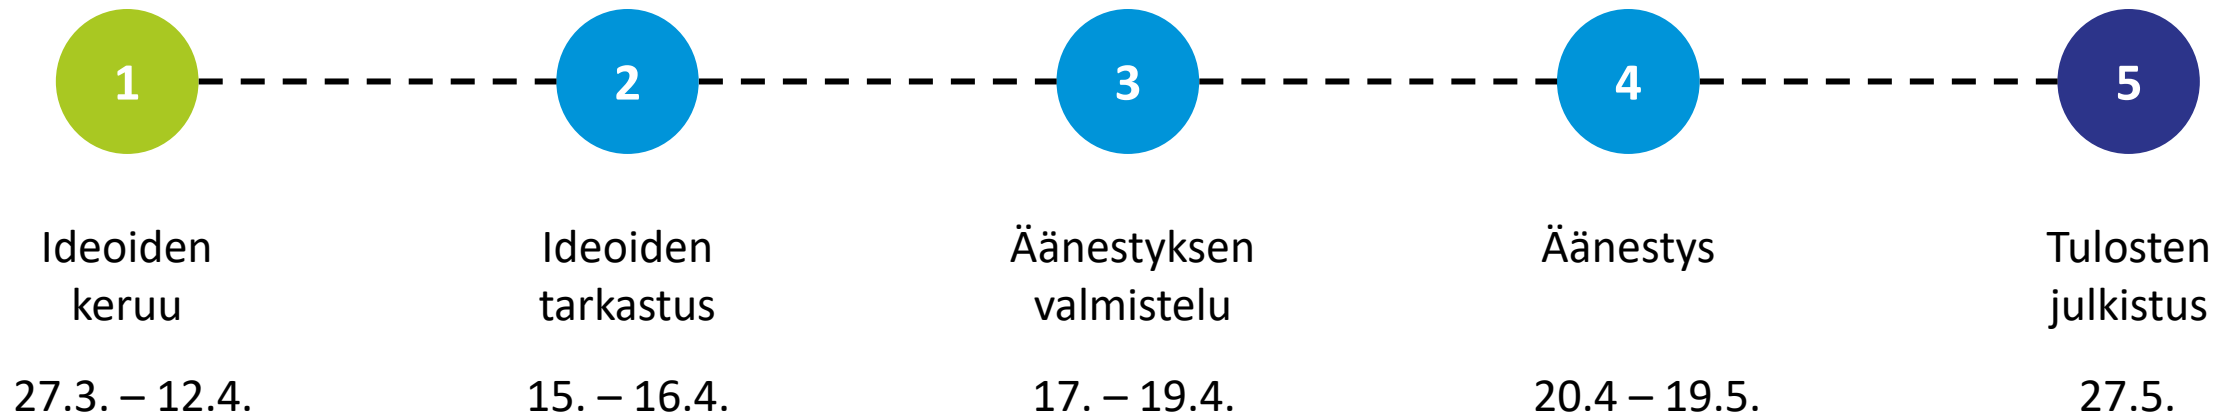 1
2
3
4
5
Ideoiden
keruu
27.3. – 12.4.
Ideoiden
tarkastus
15. – 16.4.
Äänestyksen
valmistelu
17. – 19.4.
Äänestys
20.4 – 19.5.
Tulosten
julkistus
27.5.